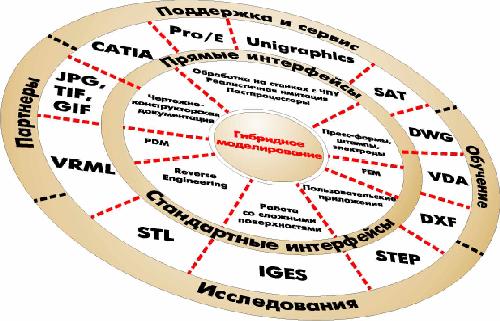 Поддержка и сервис
Pro/E
Unigraphics
CATIA
Прямые интерфейсы
SAT
JPG,
TIF,
GIF
Обработка на станках с ЧПУ
Реалистичная имитация
Постпроцессоры
Партнеры
Чертежно-
конструкторская
документация
Гибридное
моделирование
Пресс-формы,
штампы,
электроды
DWG
Обучение
PDM
FEM
VRML
VDA
Reverse
Engineering
Работа
со сложными
поверхностями
Пользовательские
приложения
DXF
Стандартные интерфейсы
STL
IGES
STEP
Исследования